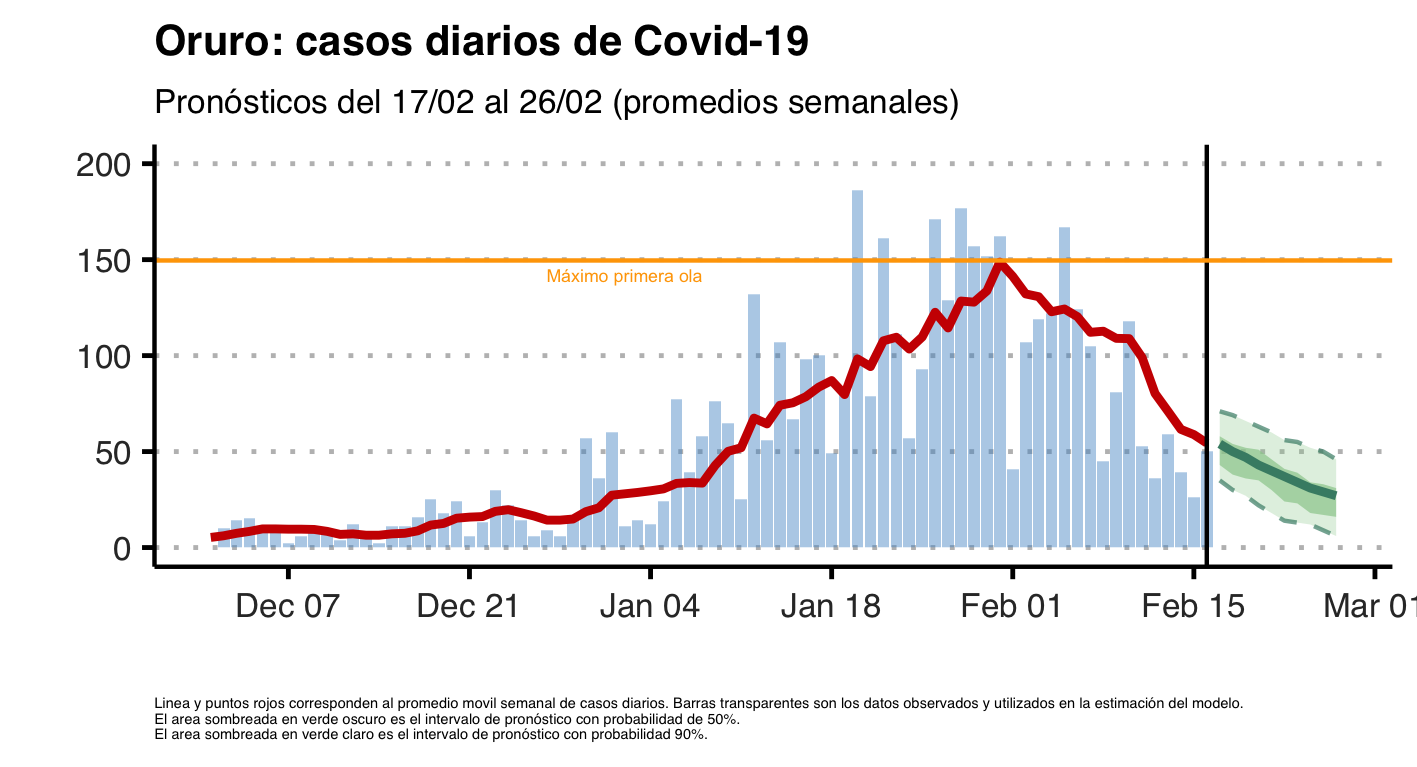 Oruro: casos diarios de Covid-19
Pronósticos del 17/02 al 26/02 (promedios semanales)
200
150
Máximo primera ola
100
50
0
Dec 07 Dec 21 Jan 04 Jan 18 Feb 01 Feb 15 Mar 01
Linea y puntos rojos corresponden al promedio movil semanal de casos diarios. Barras transparentes son los datos observados y utilizados en la estimación del modelo.
El area sombreada en verde oscuro es el intervalo de pronóstico con probabilidad de 50%.
El area sombreada en verde claro es el intervalo de pronóstico con probabilidad 90%.